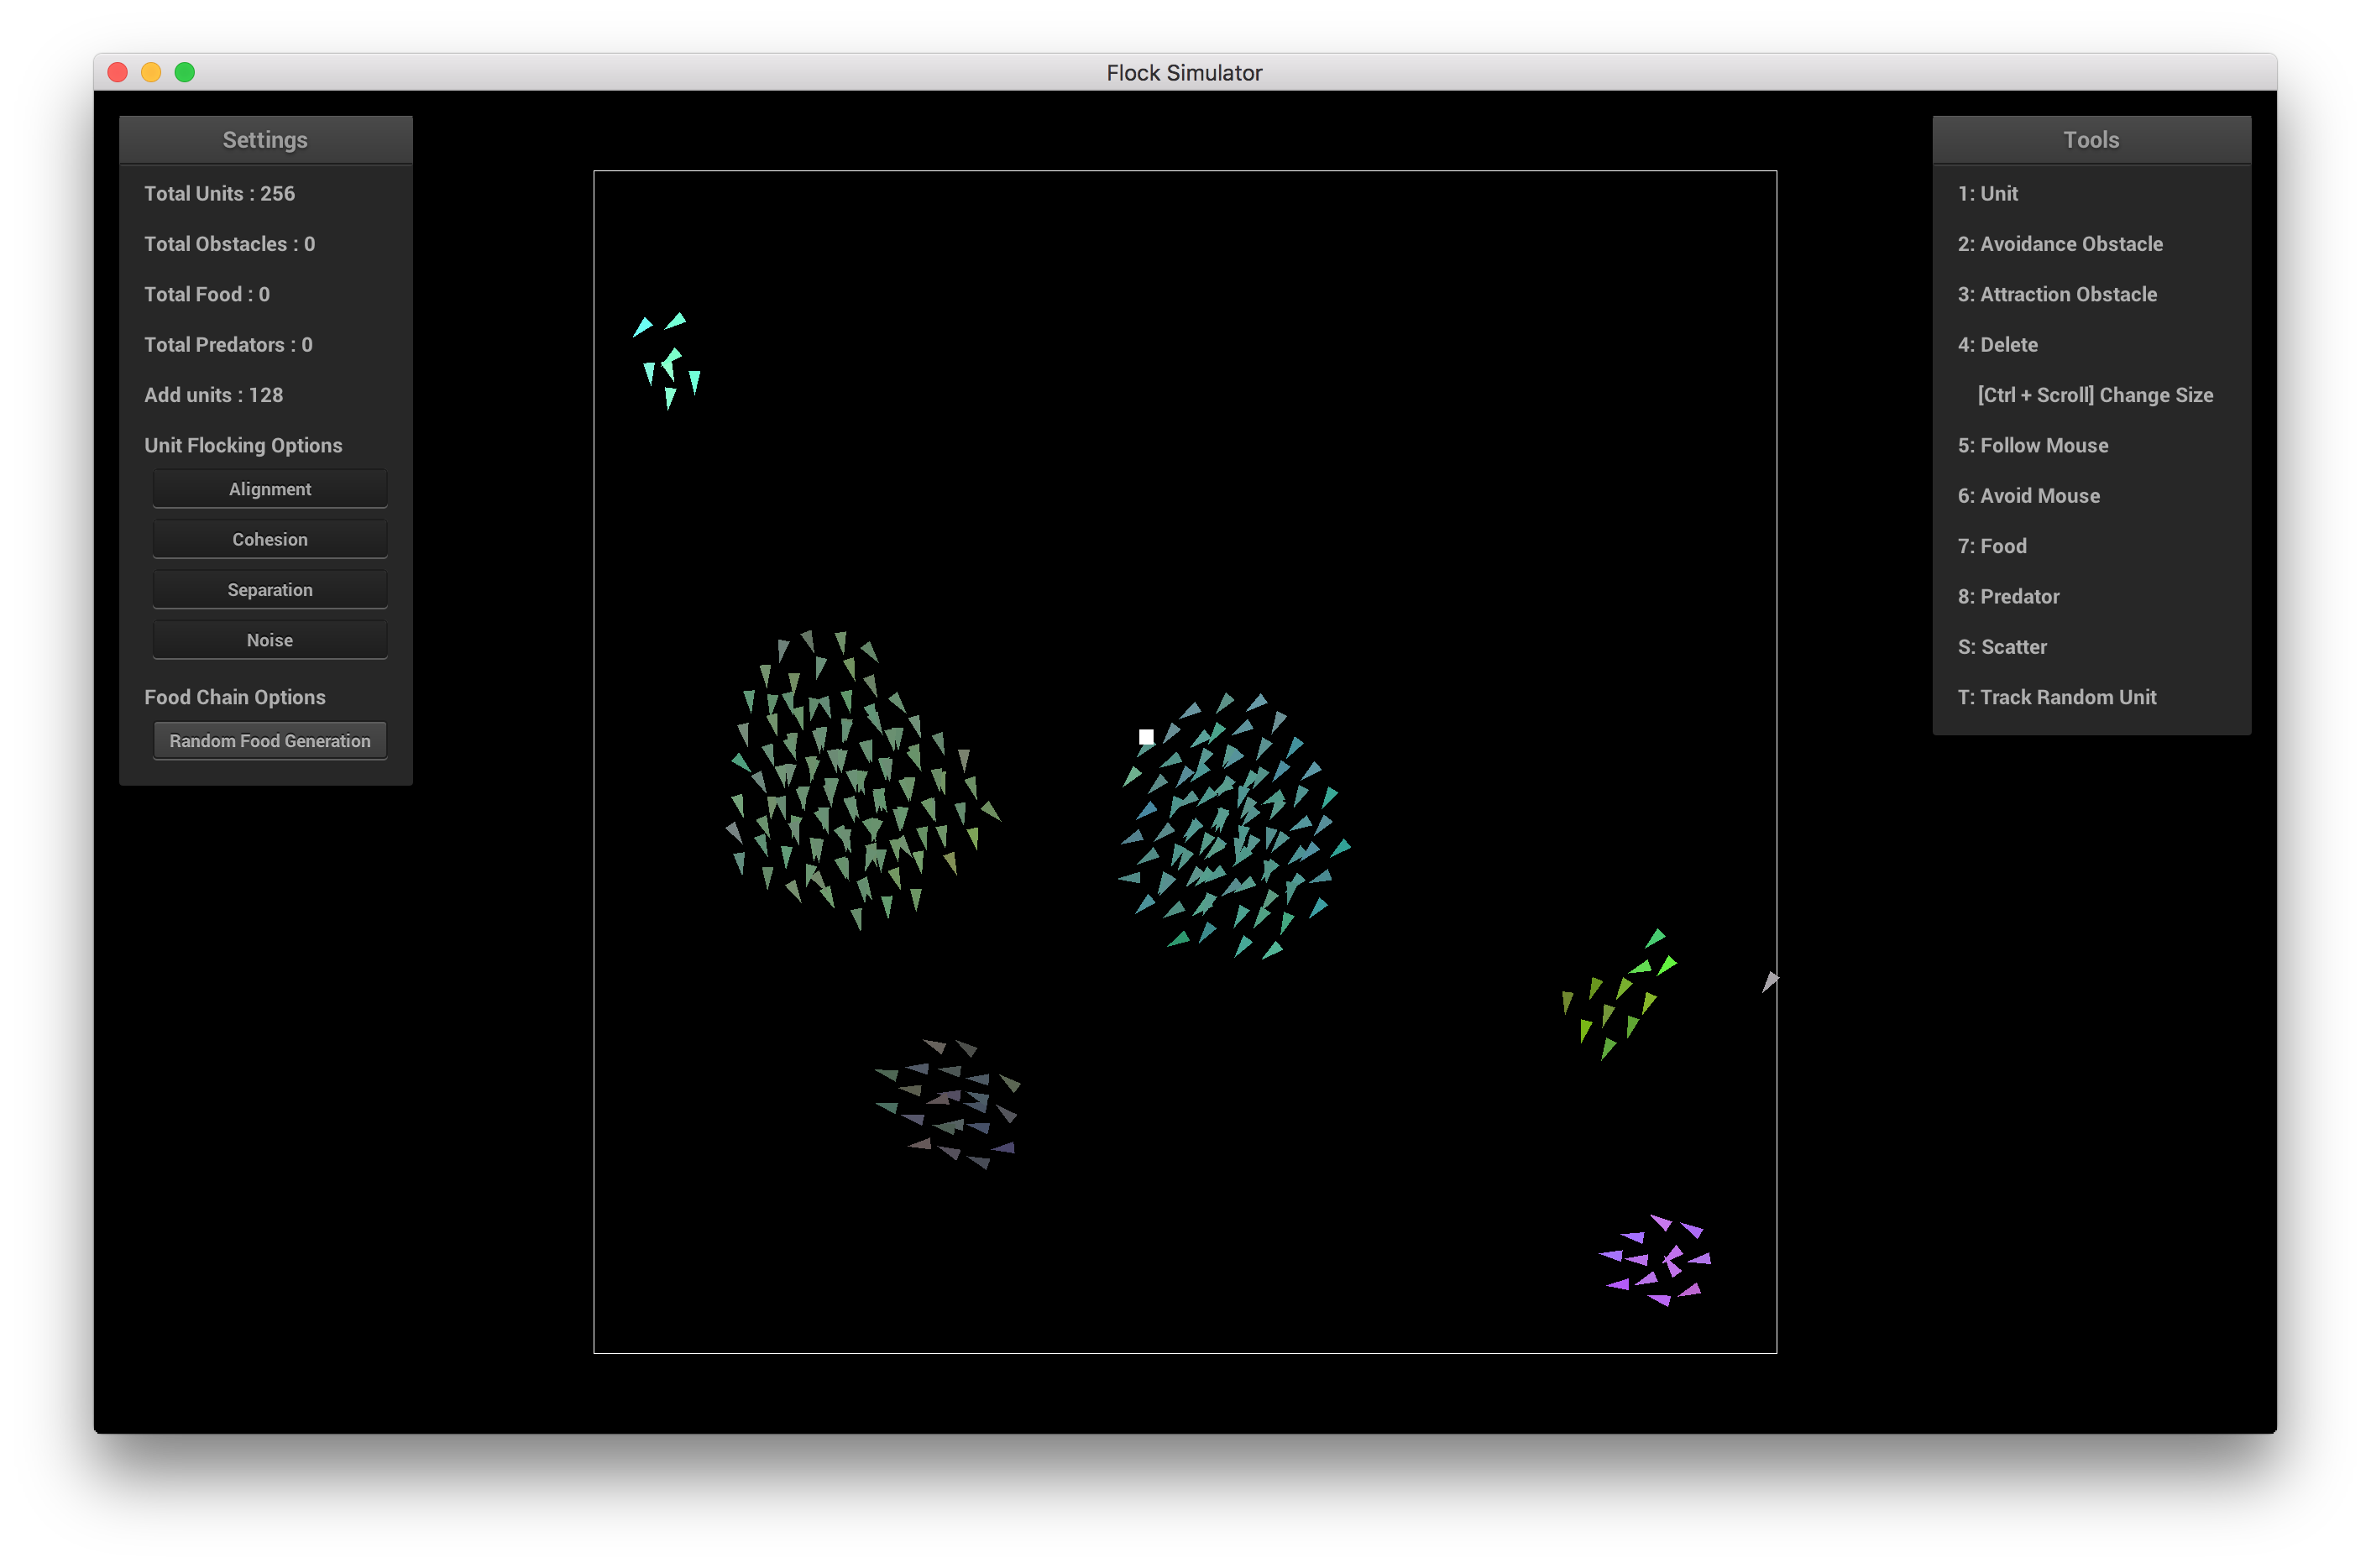 Flock Simulator
Settings
Total Units : 256
Total Obstacles : 0
Total Food : 0
Total Predators : 0
Add units : 128
Unit Flocking Options
Alignment
Cohesion
Separation
Noise
Food Chain Options
Random Food Generation
Tools
1: Unit
2: Avoidance Obstacle
3: Attraction Obstacle
4: Delete
[Ctrl + Scroll] Change Size
5: Follow Mouse
6: Avoid Mouse
7: Food
8: Predator
S: Scatter
T: Track Random Unit